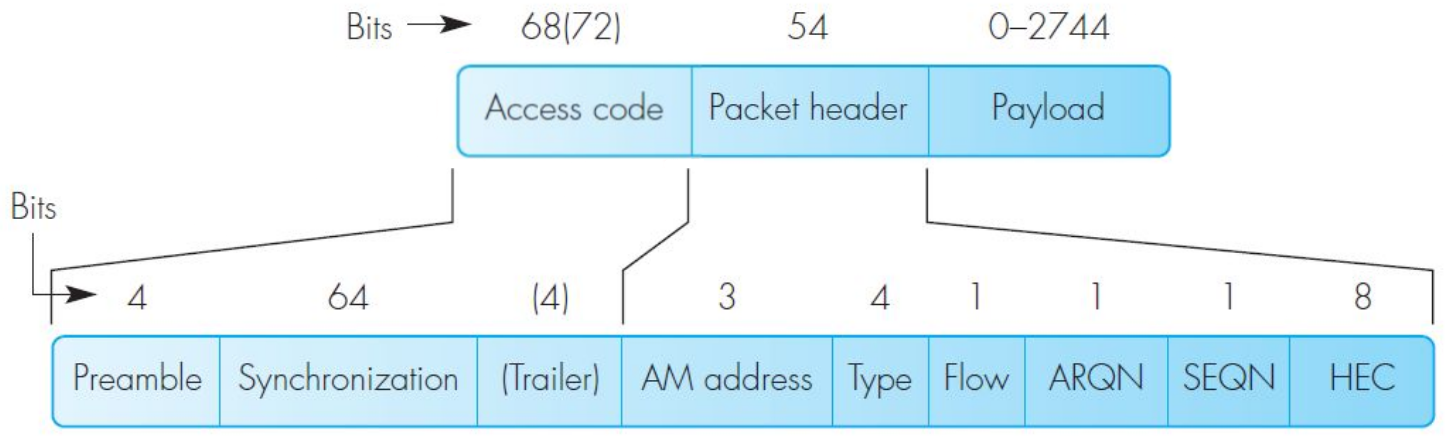 Bits 68(72) 54 0–2744
Access code Packet header Payload
Bits
4 64 (4) 3 4 1 1 1 8
Preamble Synchronization (Trailer) AM address Type Flow ARQN SEQN HEC